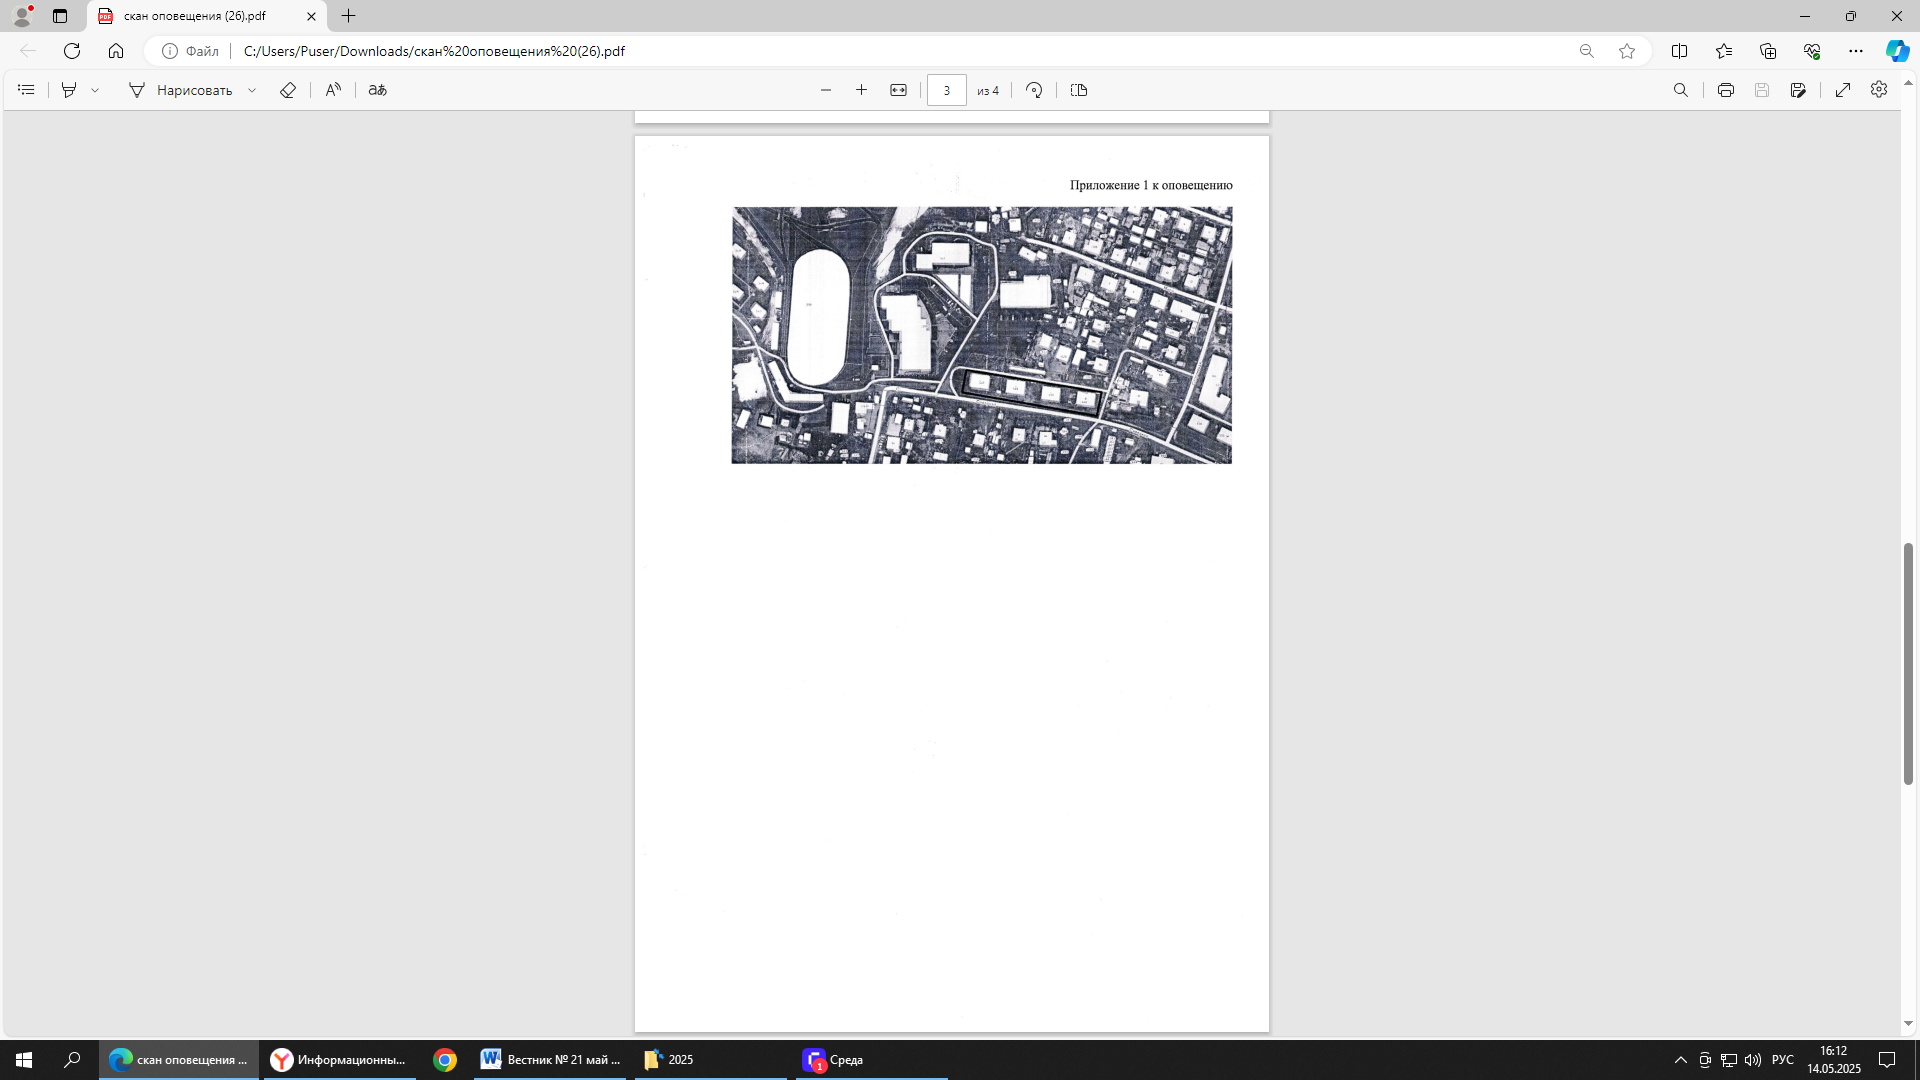 скан оповещения (26).pdf
Файл
C:/Users/Puser/Downloads/скан%20оповещения%20(26).pdf
Нарисовать
3 из 4
Приложение 1 к оповещению
скан оповещения ...
Информационны...
Вестник № 21 май ...
2025
1
Среда
РУС
16:12
14.05.2025